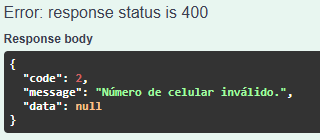 Error: response status is 400
Response body
{
  "code": 2,
  "message": "Número de celular inválido.",
  "data": null
}